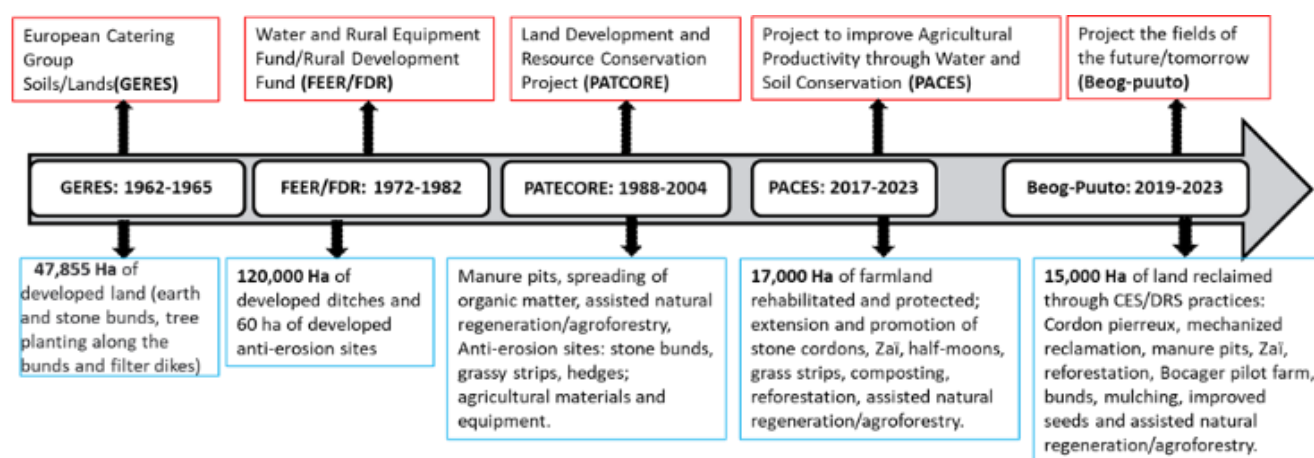 European Catering
Group
Soils/Lands(GERES)
Water and Rural Equipment
Fund/Rural Development
Fund (FEER/FDR)
Land Development and
Resource Conservation
Project (PATCORE)
Project to improve Agricultural
Productivity through Water and
Soil Conservation (PACES)
Project the fields of
the future/tomorrow
(Beog-puuto)
GERES: 1962-1965
FEER/FDR: 1972-1982
PATECORE: 1988-2004
PACES: 2017-2023
Beog-Puuto: 2019-2023
47,855 Ha of
developed land (earth
and stone bunds, tree
planting along the
bunds and filter dikes)
120,000 Ha of
developed ditches and
60 ha of developed
anti-erosion sites
Manure pits, spreading of
organic matter, assisted natural
regeneration/agroforestry,
Anti-erosion sites: stone bunds,
grassy strips, hedges;
agricultural materials and
equipment.
17,000 Ha of farmland
rehabilitated and protected;
extension and promotion of
stone cordons, Zaï, half-moons,
grass strips, composting,
reforestation, assisted natural
regeneration/agroforestry.
15,000 Ha of land reclaimed
through CES/DRS practices:
Cordon pierreux, mechanized
reclamation, manure pits, Zaï,
reforestation, Bocager pilot farm,
bunds, mulching, improved
seeds and assisted natural
regeneration/agroforestry.